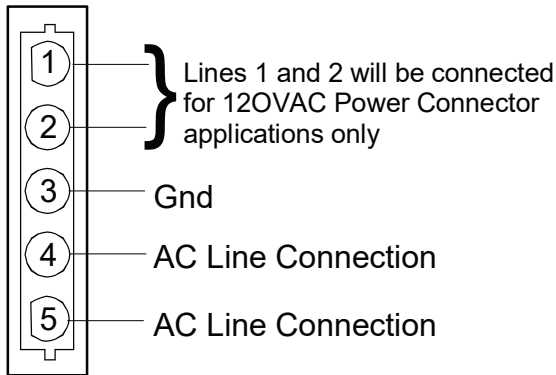 1
Lines 1 and 2 will be connected
for 12OVAC Power Connector
applications only
2
3
Gnd
4
AC Line Connection
5
AC Line Connection